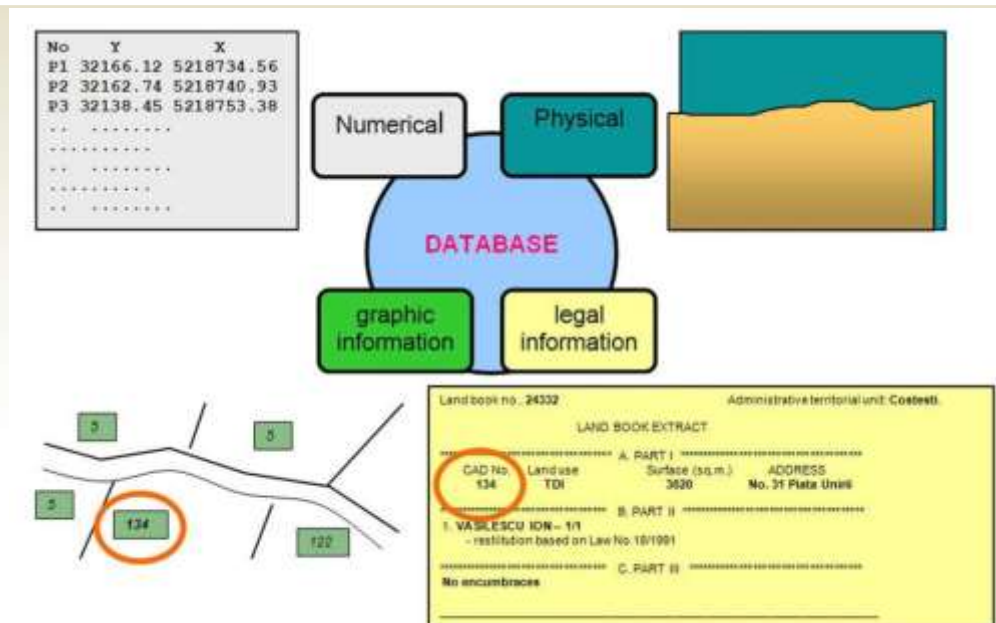 No Y X
P1 32166.12 5218734.56
P2 32162.74 5218740.93
P3 32138.45 5218753.38
.. ........
..........
.. ........
..........
.. ........
Numerical
Physical
DATABASE
graphic
information
legal
information
5
5
5
134
122
Land book no., 24332 Administrative territorial unit: Costesti.
LAND BOOK EXTRACT
A. PART I
CAD No Land use Surface (sq.m.) ADDRESS
134 TDI 3620 No. 31 Piata Unirii
B. PART II
1. VASILESCU ION – 1/1
- restitution based on Law No. 18/1991
C. PART III
No encumbraces